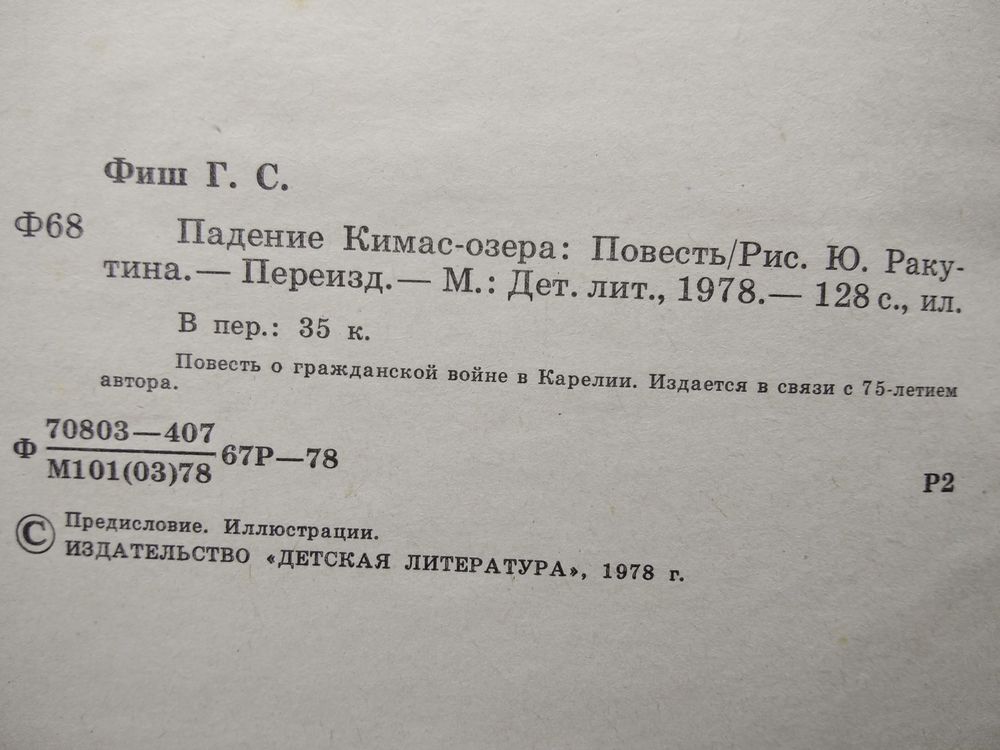 Фиш Г. С.
Ф68 Падение Кимас-озера: Повесть/Рис. Ю. Раку-
тина.— Переизд.— М.: Дет. лит., 1978.— 128 с., ил.
В пер.: 35 к.
Повесть о гражданской войне в Карелии. Издается в связи с 75-летием
автора.
70803—407
Ф 67Р—78
М101(03)78
Р2
© Предисловие. Иллюстрации.
ИЗДАТЕЛЬСТВО «ДЕТСКАЯ ЛИТЕРАТУРА», 1978 г.